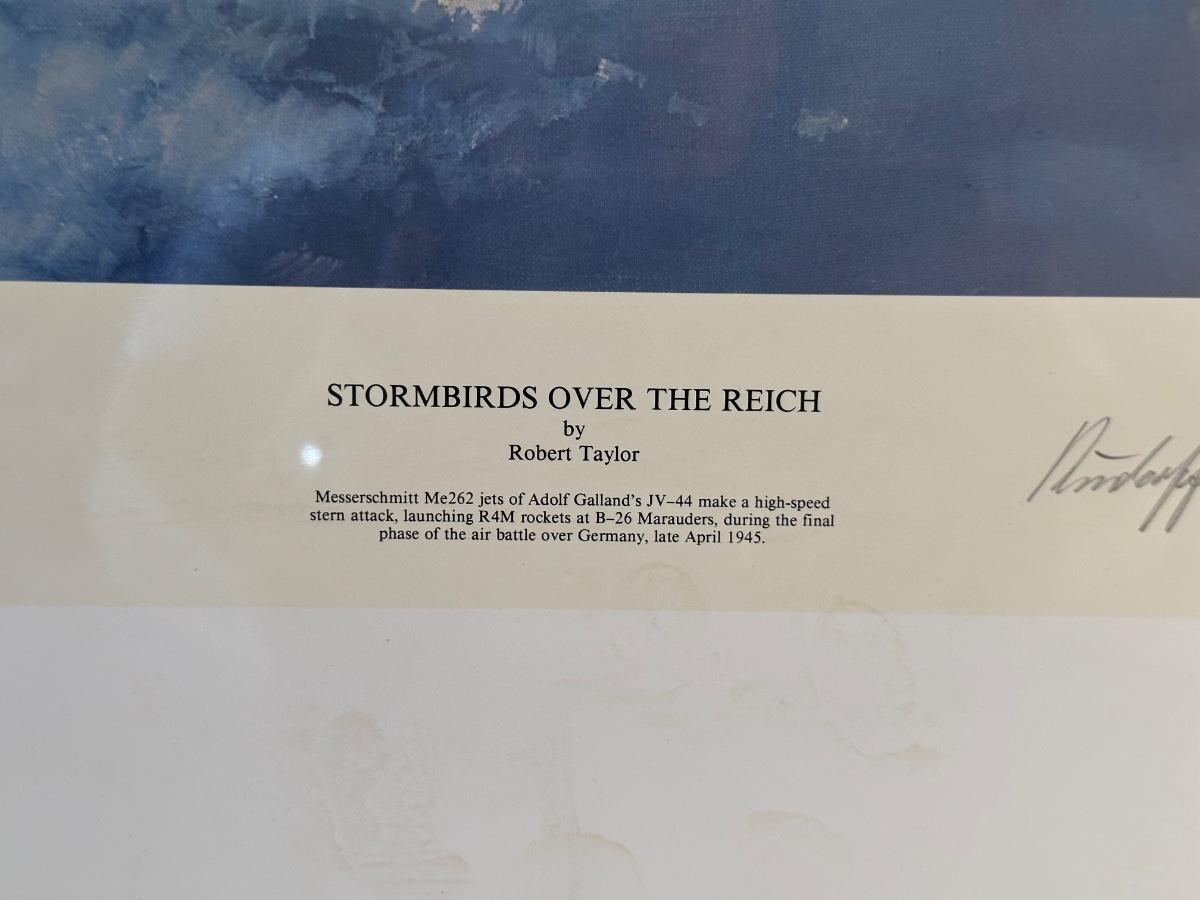 STORMBIRDS OVER THE REICH
by
Robert Taylor
Messerschmitt Me262 jets of Adolf Galland's JV–44 make a high-speed
stern attack, launching R4M rockets at B–26 Marauders, during the final
phase of the air battle over Germany, late April 1945.